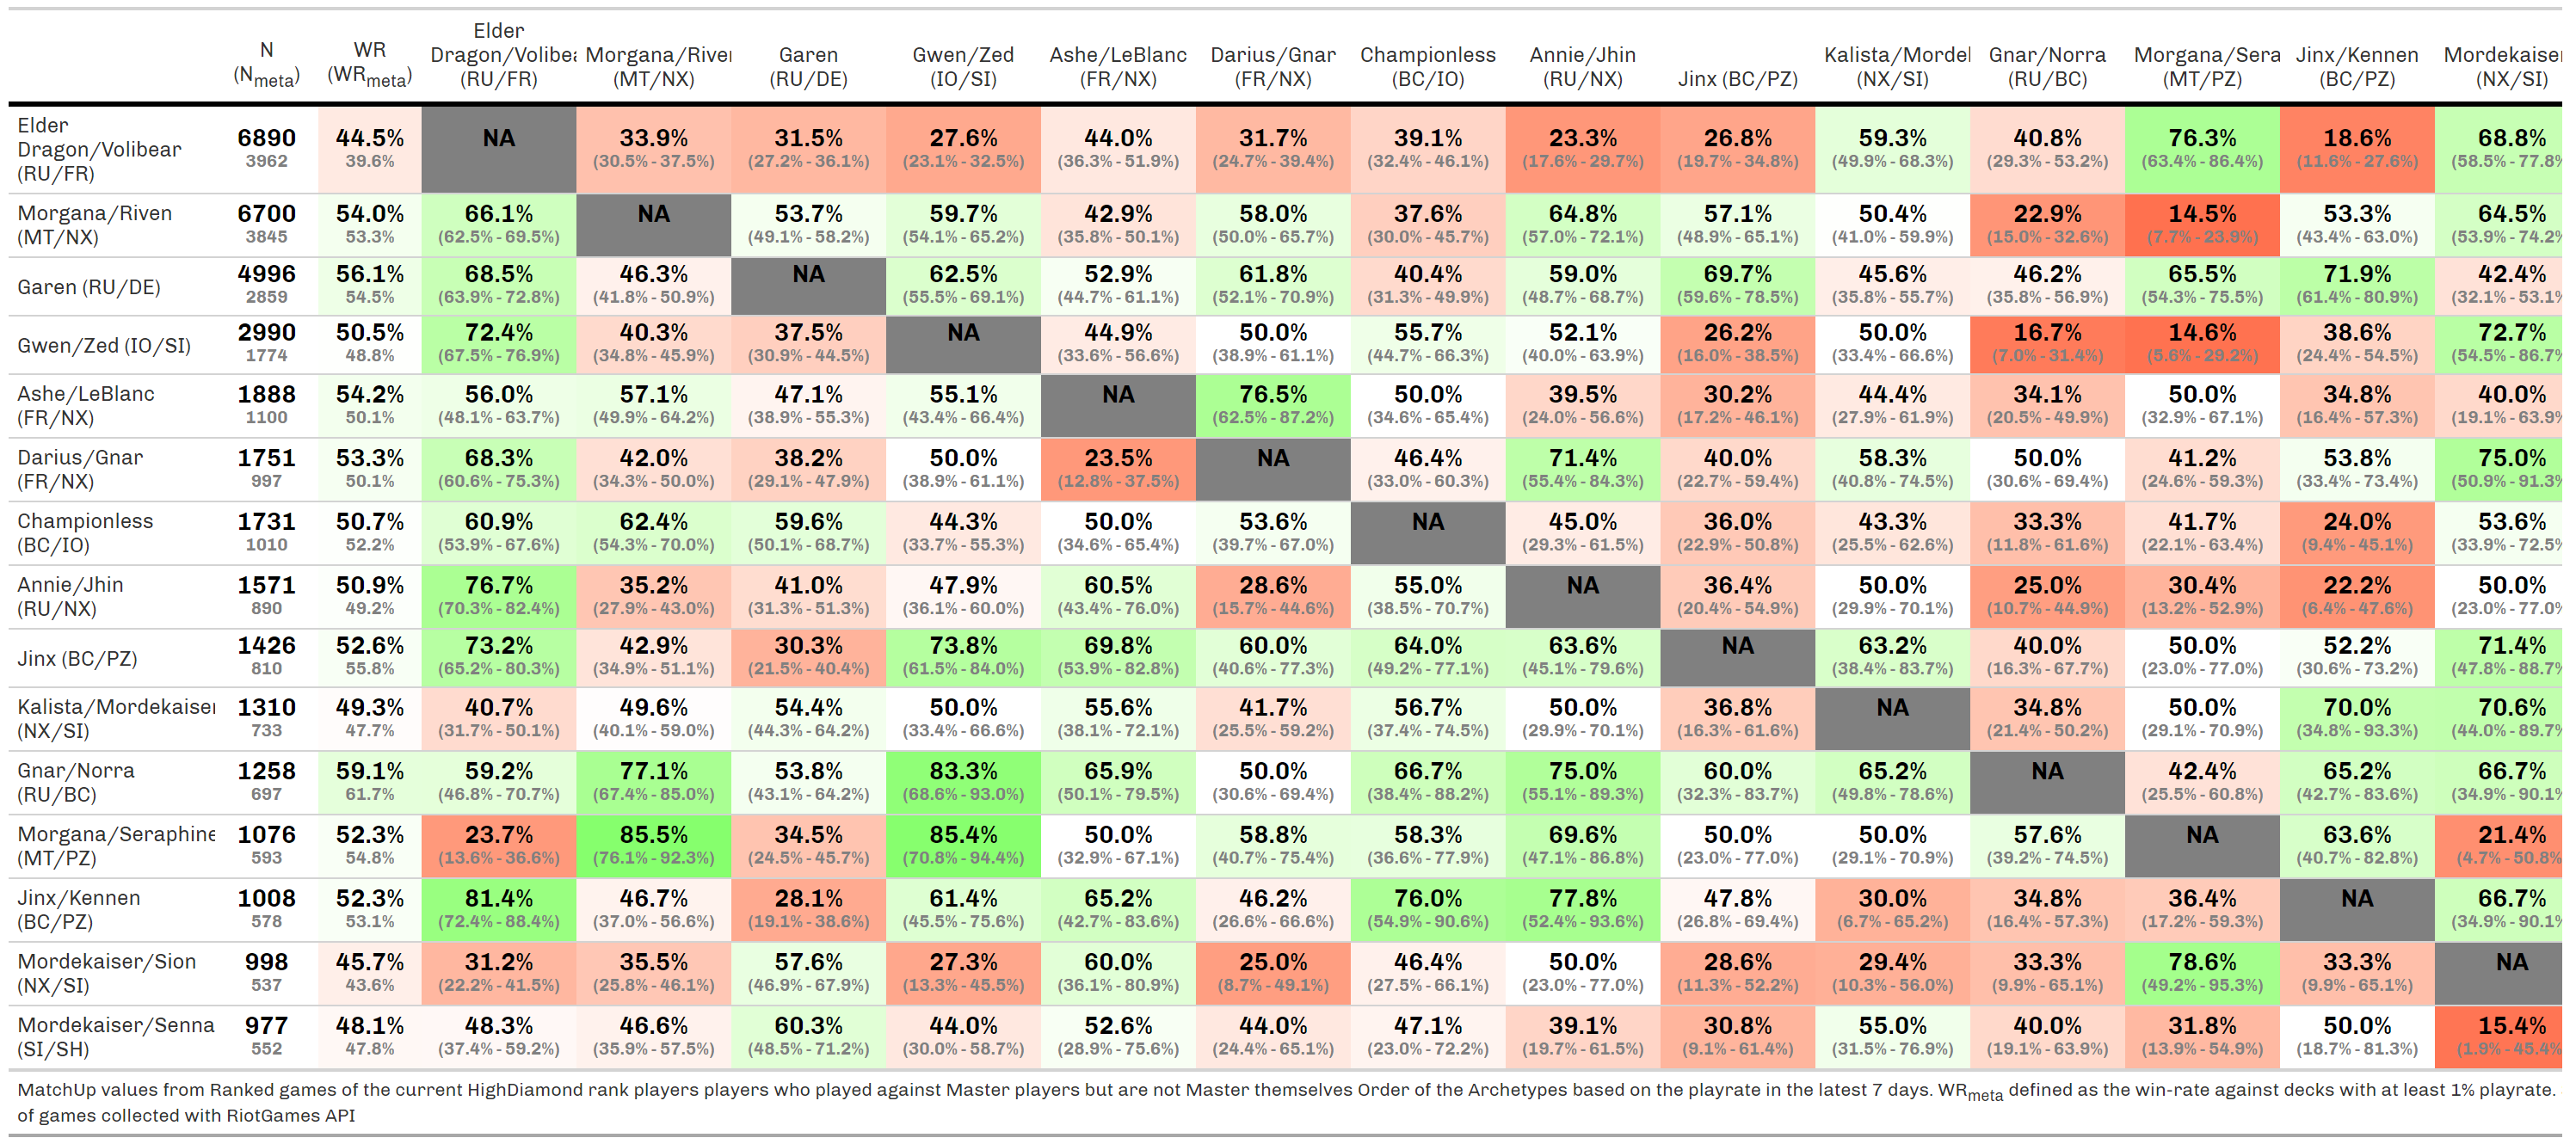 N (Nmeta) WR (WRmeta) Elder Dragon/Volibea (RU/FR) Morgana/River (MT/NX) Garen (RU/DE) Gwen/Zed (IO/SI) Ashe/LeBlanc (FR/NX) Darius/Gnar (FR/NX) Championless (BC/IO) Annie/Jhin (RU/NX) Jinx (BC/PZ) Kalista/Mordel (NX/SI) Gnar/Norra (RU/BC) Morgana/Sera (MT/PZ) Jinx/Kennen (BC/PZ) Mordekaiser (NX/SI)
Elder Dragon/Volibear (RU/FR) 6890 44.5% NA 33.9% 31.5% 27.6% 44.0% 31.7% 39.1% 23.3% 26.8% 59.3% 40.8% 76.3% 18.6% 68.8%
3962 39.6% (30.5% - 37.5%) (27.2% - 36.1%) (23.1% - 32.5%) (36.3% - 51.9%) (24.7% - 39.4%) (32.4% - 46.1%) (17.6% - 29.7%) (19.7% - 34.8%) (49.9% - 68.3%) (29.3% - 53.2%) (63.4% - 86.4%) (11.6% - 27.6%) (58.5% - 77.8%
Morgana/Riven (MT/NX) 6700 54.0% 66.1% NA 53.7% 59.7% 42.9% 58.0% 37.6% 64.8% 57.1% 50.4% 22.9% 14.5% 53.3% 64.5%
3845 53.3% (62.5% - 69.5%) (49.1% - 58.2%) (54.1% - 65.2%) (35.8% - 50.1%) (50.0% - 65.7%) (30.0% - 45.7%) (57.0% - 72.1%) (48.9% - 65.1%) (41.0% - 59.9%) (15.0% - 32.6%) (7.7% - 23.9%) (43.4% - 63.0%) (53.9% - 74.2%
Garen (RU/DE) 4996 56.1% 68.5% 46.3% NA 62.5% 52.9% 61.8% 40.4% 59.0% 69.7% 45.6% 46.2% 65.5% 71.9% 42.4%
2859 54.5% (63.9% - 72.8%) (41.8% - 50.9%) (55.5% - 69.1%) (44.7% - 61.1%) (52.1% - 70.9%) (31.3% - 49.9%) (48.7% - 68.7%) (59.6% - 78.5%) (35.8% - 55.7%) (35.8% - 56.9%) (54.3% - 75.5%) (61.4% - 80.9%) (32.1% - 53.1%
Gwen/Zed (IO/SI) 2990 50.5% 72.4% 40.3% 37.5% NA 44.9% 50.0% 55.7% 52.1% 26.2% 50.0% 16.7% 14.6% 38.6% 72.7%
1774 48.8% (67.5% - 76.9%) (34.8% - 45.9%) (30.9% - 44.5%) (33.6% - 56.6%) (38.9% - 61.1%) (44.7% - 66.3%) (40.0% - 63.9%) (16.0% - 38.5%) (33.4% - 66.6%) (7.0% - 31.4%) (5.6% - 29.2%) (24.4% - 54.5%) (54.5% - 86.7%
Ashe/LeBlanc (FR/NX) 1888 54.2% 56.0% 57.1% 47.1% 55.1% NA 76.5% 50.0% 39.5% 30.2% 44.4% 34.1% 50.0% 34.8% 40.0%
1100 50.1% (48.1% - 63.7%) (49.9% - 64.2%) (38.9% - 55.3%) (43.4% - 66.4%) (62.5% - 87.2%) (34.6% - 65.4%) (24.0% - 56.6%) (17.2% - 46.1%) (27.9% - 61.9%) (20.5% - 49.9%) (32.9% - 67.1%) (16.4% - 57.3%) (19.1% - 63.9%
Darius/Gnar (FR/NX) 1751 53.3% 68.3% 42.0% 38.2% 50.0% 23.5% NA 46.4% 71.4% 40.0% 58.3% 50.0% 41.2% 53.8% 75.0%
997 50.1% (60.6% - 75.3%) (34.3% - 50.0%) (29.1% - 47.9%) (38.9% - 61.1%) (12.8% - 37.5%) (33.0% - 60.3%) (55.4% - 84.3%) (22.7% - 59.4%) (40.8% - 74.5%) (30.6% - 69.4%) (24.6% - 59.3%) (33.4% - 73.4%) (50.9% - 91.3%
Championless (BC/IO) 1731 50.7% 60.9% 62.4% 59.6% 44.3% 50.0% 53.6% NA 45.0% 36.0% 43.3% 33.3% 41.7% 24.0% 53.6%
1010 52.2% (53.9% - 67.6%) (54.3% - 70.0%) (50.1% - 68.7%) (33.7% - 55.3%) (34.6% - 65.4%) (39.7% - 67.0%) (29.3% - 61.5%) (22.9% - 50.8%) (25.5% - 62.6%) (11.8% - 61.6%) (22.1% - 63.4%) (9.4% - 45.1%) (33.9% - 72.5%
Annie/Jhin (RU/NX) 1571 50.9% 76.7% 35.2% 41.0% 47.9% 60.5% 28.6% 55.0% NA 36.4% 50.0% 25.0% 30.4% 22.2% 50.0%
890 49.2% (70.3% - 82.4%) (27.9% - 43.0%) (31.3% - 51.3%) (36.1% - 60.0%) (43.4% - 76.0%) (15.7% - 44.6%) (38.5% - 70.7%) (20.4% - 54.9%) (29.9% - 70.1%) (10.7% - 44.9%) (13.2% - 52.9%) (6.4% - 47.6%) (23.0% - 77.0%
Jinx (BC/PZ) 1426 52.6% 73.2% 42.9% 30.3% 73.8% 69.8% 60.0% 64.0% 63.6% NA 63.2% 40.0% 50.0% 52.2% 71.4%
810 55.8% (65.2% - 80.3%) (34.9% - 51.1%) (21.5% - 40.4%) (61.5% - 84.0%) (53.9% - 82.8%) (40.6% - 77.3%) (49.2% - 77.1%) (45.1% - 79.6%) (38.4% - 83.7%) (16.3% - 67.7%) (23.0% - 77.0%) (30.6% - 73.2%) (47.8% - 88.7%
Kalista/Mordekaiser (NX/SI) 1310 49.3% 40.7% 49.6% 54.4% 50.0% 55.6% 41.7% 56.7% 50.0% 36.8% NA 34.8% 50.0% 70.0% 70.6%
733 47.7% (31.7% - 50.1%) (40.1% - 59.0%) (44.3% - 64.2%) (33.4% - 66.6%) (38.1% - 72.1%) (25.5% - 59.2%) (37.4% - 74.5%) (29.9% - 70.1%) (16.3% - 61.6%) (21.4% - 50.2%) (29.1% - 70.9%) (34.8% - 93.3%) (44.0% - 89.7%
Gnar/Norra (RU/BC) 1258 59.1% 59.2% 77.1% 53.8% 83.3% 65.9% 50.0% 66.7% 75.0% 60.0% 65.2% NA 42.4% 65.2% 66.7%
697 61.7% (46.8% - 70.7%) (67.4% - 85.0%) (43.1% - 64.2%) (68.6% - 93.0%) (50.1% - 79.5%) (30.6% - 69.4%) (38.4% - 88.2%) (55.1% - 89.3%) (32.3% - 83.7%) (49.8% - 78.6%) (25.5% - 60.8%) (42.7% - 83.6%) (34.9% - 90.1%
Morgana/Seraphine (MT/PZ) 1076 52.3% 23.7% 85.5% 34.5% 85.4% 50.0% 58.8% 58.3% 69.6% 50.0% 50.0% 57.6% NA 63.6% 21.4%
593 54.8% (13.6% - 36.6%) (76.1% - 92.3%) (24.5% - 45.7%) (70.8% - 94.4%) (32.9% - 67.1%) (40.7% - 75.4%) (36.6% - 77.9%) (47.1% - 86.8%) (23.0% - 77.0%) (29.1% - 70.9%) (39.2% - 74.5%) (40.7% - 82.8%) (4.7% - 50.8%
Jinx/Kennen (BC/PZ) 1008 52.3% 81.4% 46.7% 28.1% 61.4% 65.2% 46.2% 76.0% 77.8% 47.8% 30.0% 34.8% 36.4% NA 66.7%
578 53.1% (72.4% - 88.4%) (37.0% - 56.6%) (19.1% - 38.6%) (45.5% - 75.6%) (42.7% - 83.6%) (26.6% - 66.6%) (54.9% - 90.6%) (52.4% - 93.6%) (26.8% - 69.4%) (6.7% - 65.2%) (16.4% - 57.3%) (17.2% - 59.3%) (34.9% - 90.1%
Mordekaiser/Sion (NX/SI) 998 45.7% 31.2% 35.5% 57.6% 27.3% 60.0% 25.0% 46.4% 50.0% 28.6% 29.4% 33.3% 78.6% 33.3% NA
537 43.6% (22.2% - 41.5%) (25.8% - 46.1%) (46.9% - 67.9%) (13.3% - 45.5%) (36.1% - 80.9%) (8.7% - 49.1%) (27.5% - 66.1%) (23.0% - 77.0%) (11.3% - 52.2%) (10.3% - 56.0%) (9.9% - 65.1%) (49.2% - 95.3%) (9.9% - 65.1%)
Mordekaiser/Senna (SI/SH) 977 48.1% 48.3% 46.6% 60.3% 44.0% 52.6% 44.0% 47.1% 39.1% 30.8% 55.0% 40.0% 31.8% 50.0% 15.4%
552 47.8% (37.4% - 59.2%) (35.9% - 57.5%) (48.5% - 71.2%) (30.0% - 58.7%) (28.9% - 75.6%) (24.4% - 65.1%) (23.0% - 72.2%) (19.7% - 61.5%) (9.1% - 61.4%) (31.5% - 76.9%) (19.1% - 63.9%) (13.9% - 54.9%) (18.7% - 81.3%) (1.9% - 45.4%
MatchUp values from Ranked games of the current HighDiamond rank players players who played against Master players but are not Master themselves Order of the Archetypes based on the playrate in the latest 7 days. WRmeta defined as the win-rate against decks with at least 1% playrate.
of games collected with RiotGames API